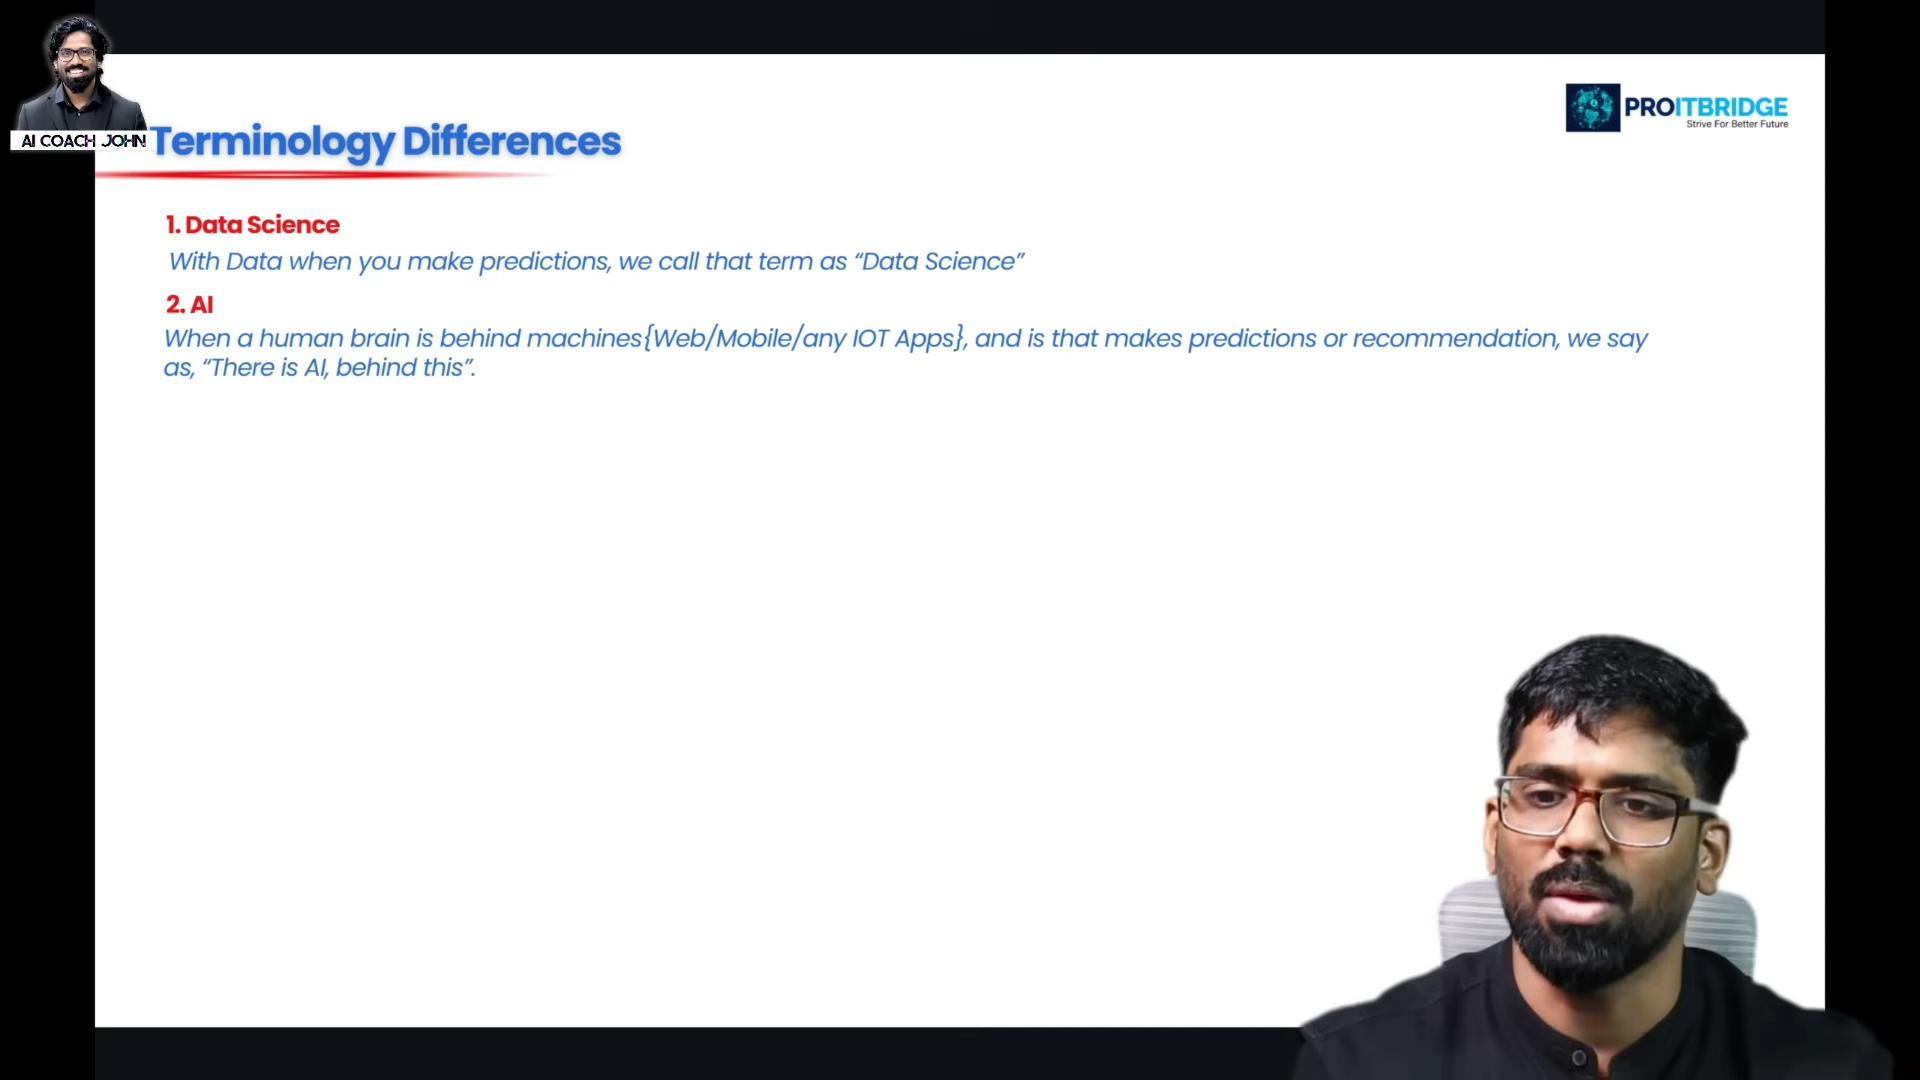 AI COACH JOHN
Terminology Differences
PROITBRIDGE
Strive For Better Future
1. Data Science
With Data when you make predictions, we call that term as “Data Science”
2. AI
When a human brain is behind machines{Web/Mobile/any IOT Apps}, and is that makes predictions or recommendation, we say
as, “There is AI, behind this”.